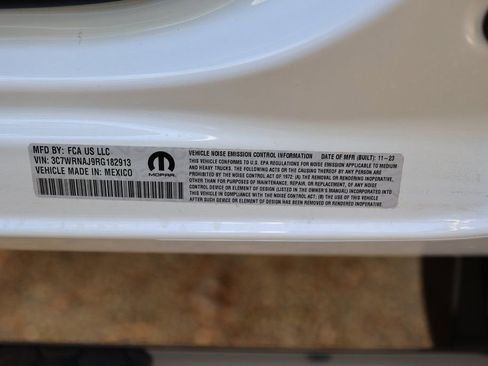 MFD BY: FCA US LLC
VIN: 3C7WRNAJ9RG182913
VEHICLE MADE IN: MEXICO
MOPAR
VEHICLE NOISE EMISSION CONTROL INFORMATION DATE OF MFR (BUILT): 11-23
THIS VEHICLE CONFORMS TO U.S. EPA REGULATIONS FOR NOISE EMISSION APPLICABLE TO MEDIUM
AND HEAVY TRUCKS. THE FOLLOWING ACTS OR THE CAUSING THEREOF BY ANY PERSON ARE
PROHIBITED BY THE NOISE CONTROL ACT OF 1972: (A) THE REMOVAL OR RENDERING INOPERATIVE,
OTHER THAN FOR PURPOSES OF MAINTENANCE, REPAIR, OR REPLACEMENT, OF ANY NOISE
CONTROL DEVICE OR ELEMENT OF DESIGN (LISTED IN THE OWNER'S MANUAL) INCORPORATED INTO
THIS VEHICLE IN COMPLIANCE WITH THE NOISE CONTROL ACT; (B) THE USE OF THIS VEHICLE
AFTER SUCH DEVICE OR ELEMENT OF DESIGN HAS BEEN REMOVED OR RENDERED INOPERATIVE.